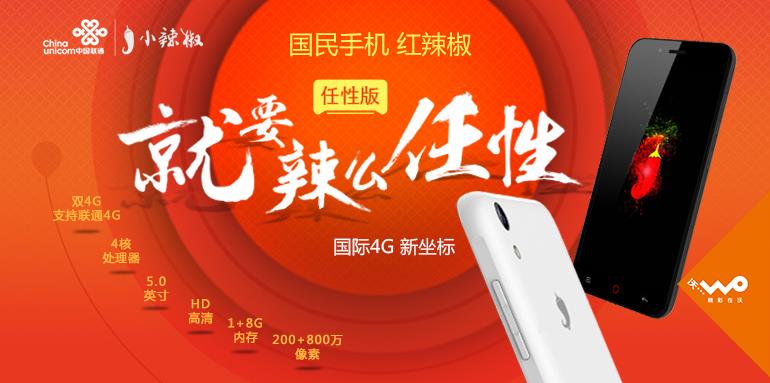 China
unicom中国联通
小辣椒
国民手机 红辣椒
任性版
就要辣么任性
国际4G 新坐标
双4G
支持联通4G
4核
处理器
5.0
英寸
HD
高清
1+8G
内存
200+800万
像素
沃...WO
精彩在沃